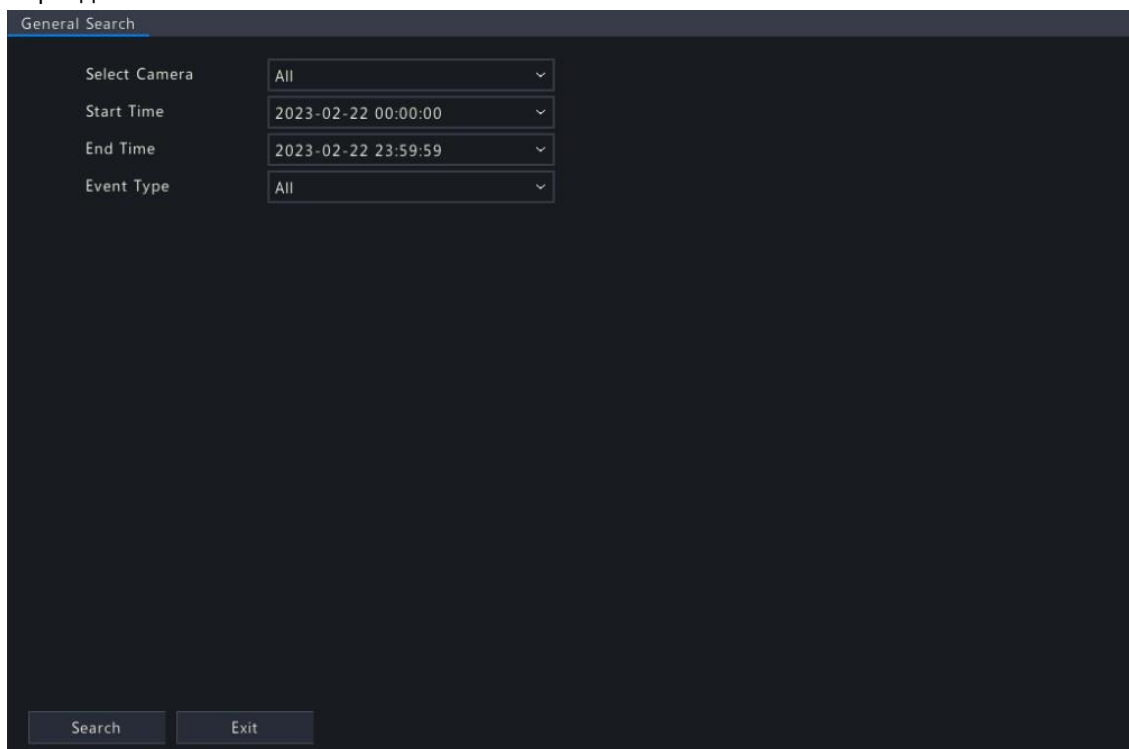 General Search
Select Camera All
Start Time 2023-02-22 00:00:00
End Time 2023-02-22 23:59:59
Event Type All
Search Exit